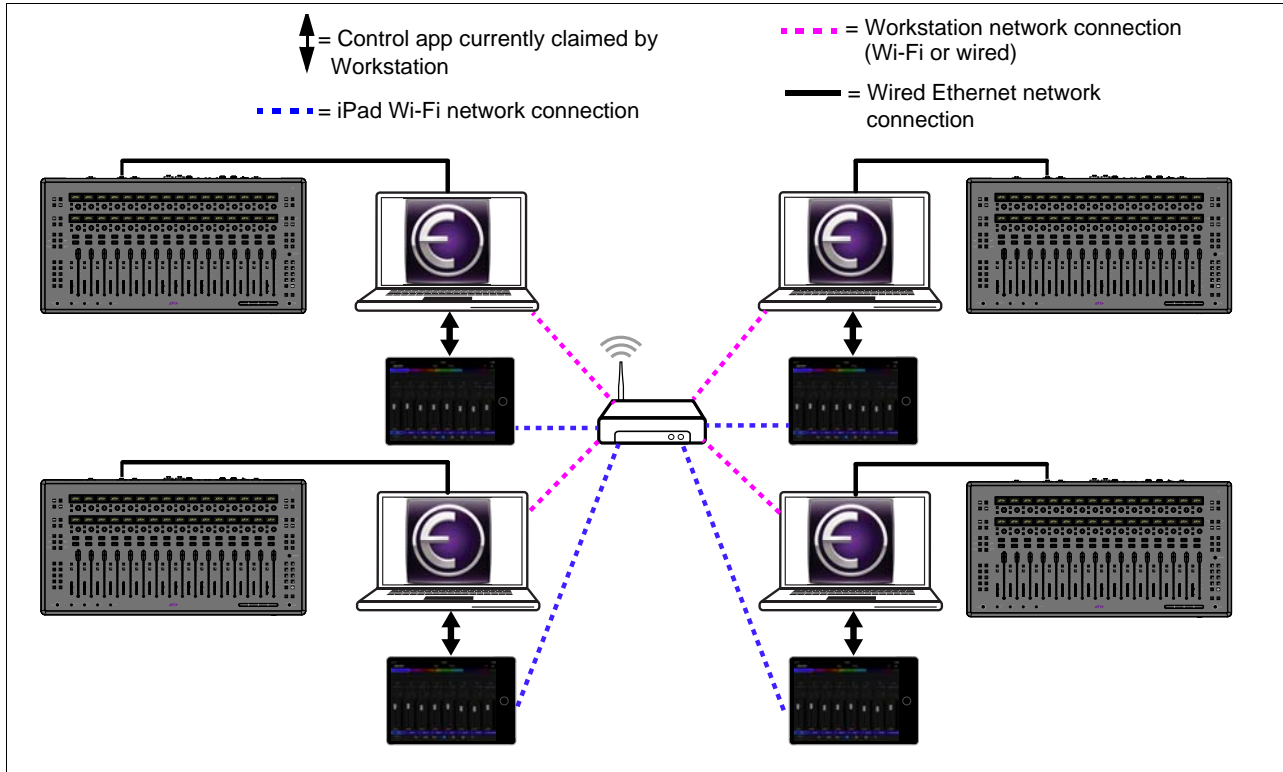 = Control app currently claimed by
Workstation
= iPad Wi-Fi network connection
= Workstation network connection
(Wi-Fi or wired)
= Wired Ethernet network
connection